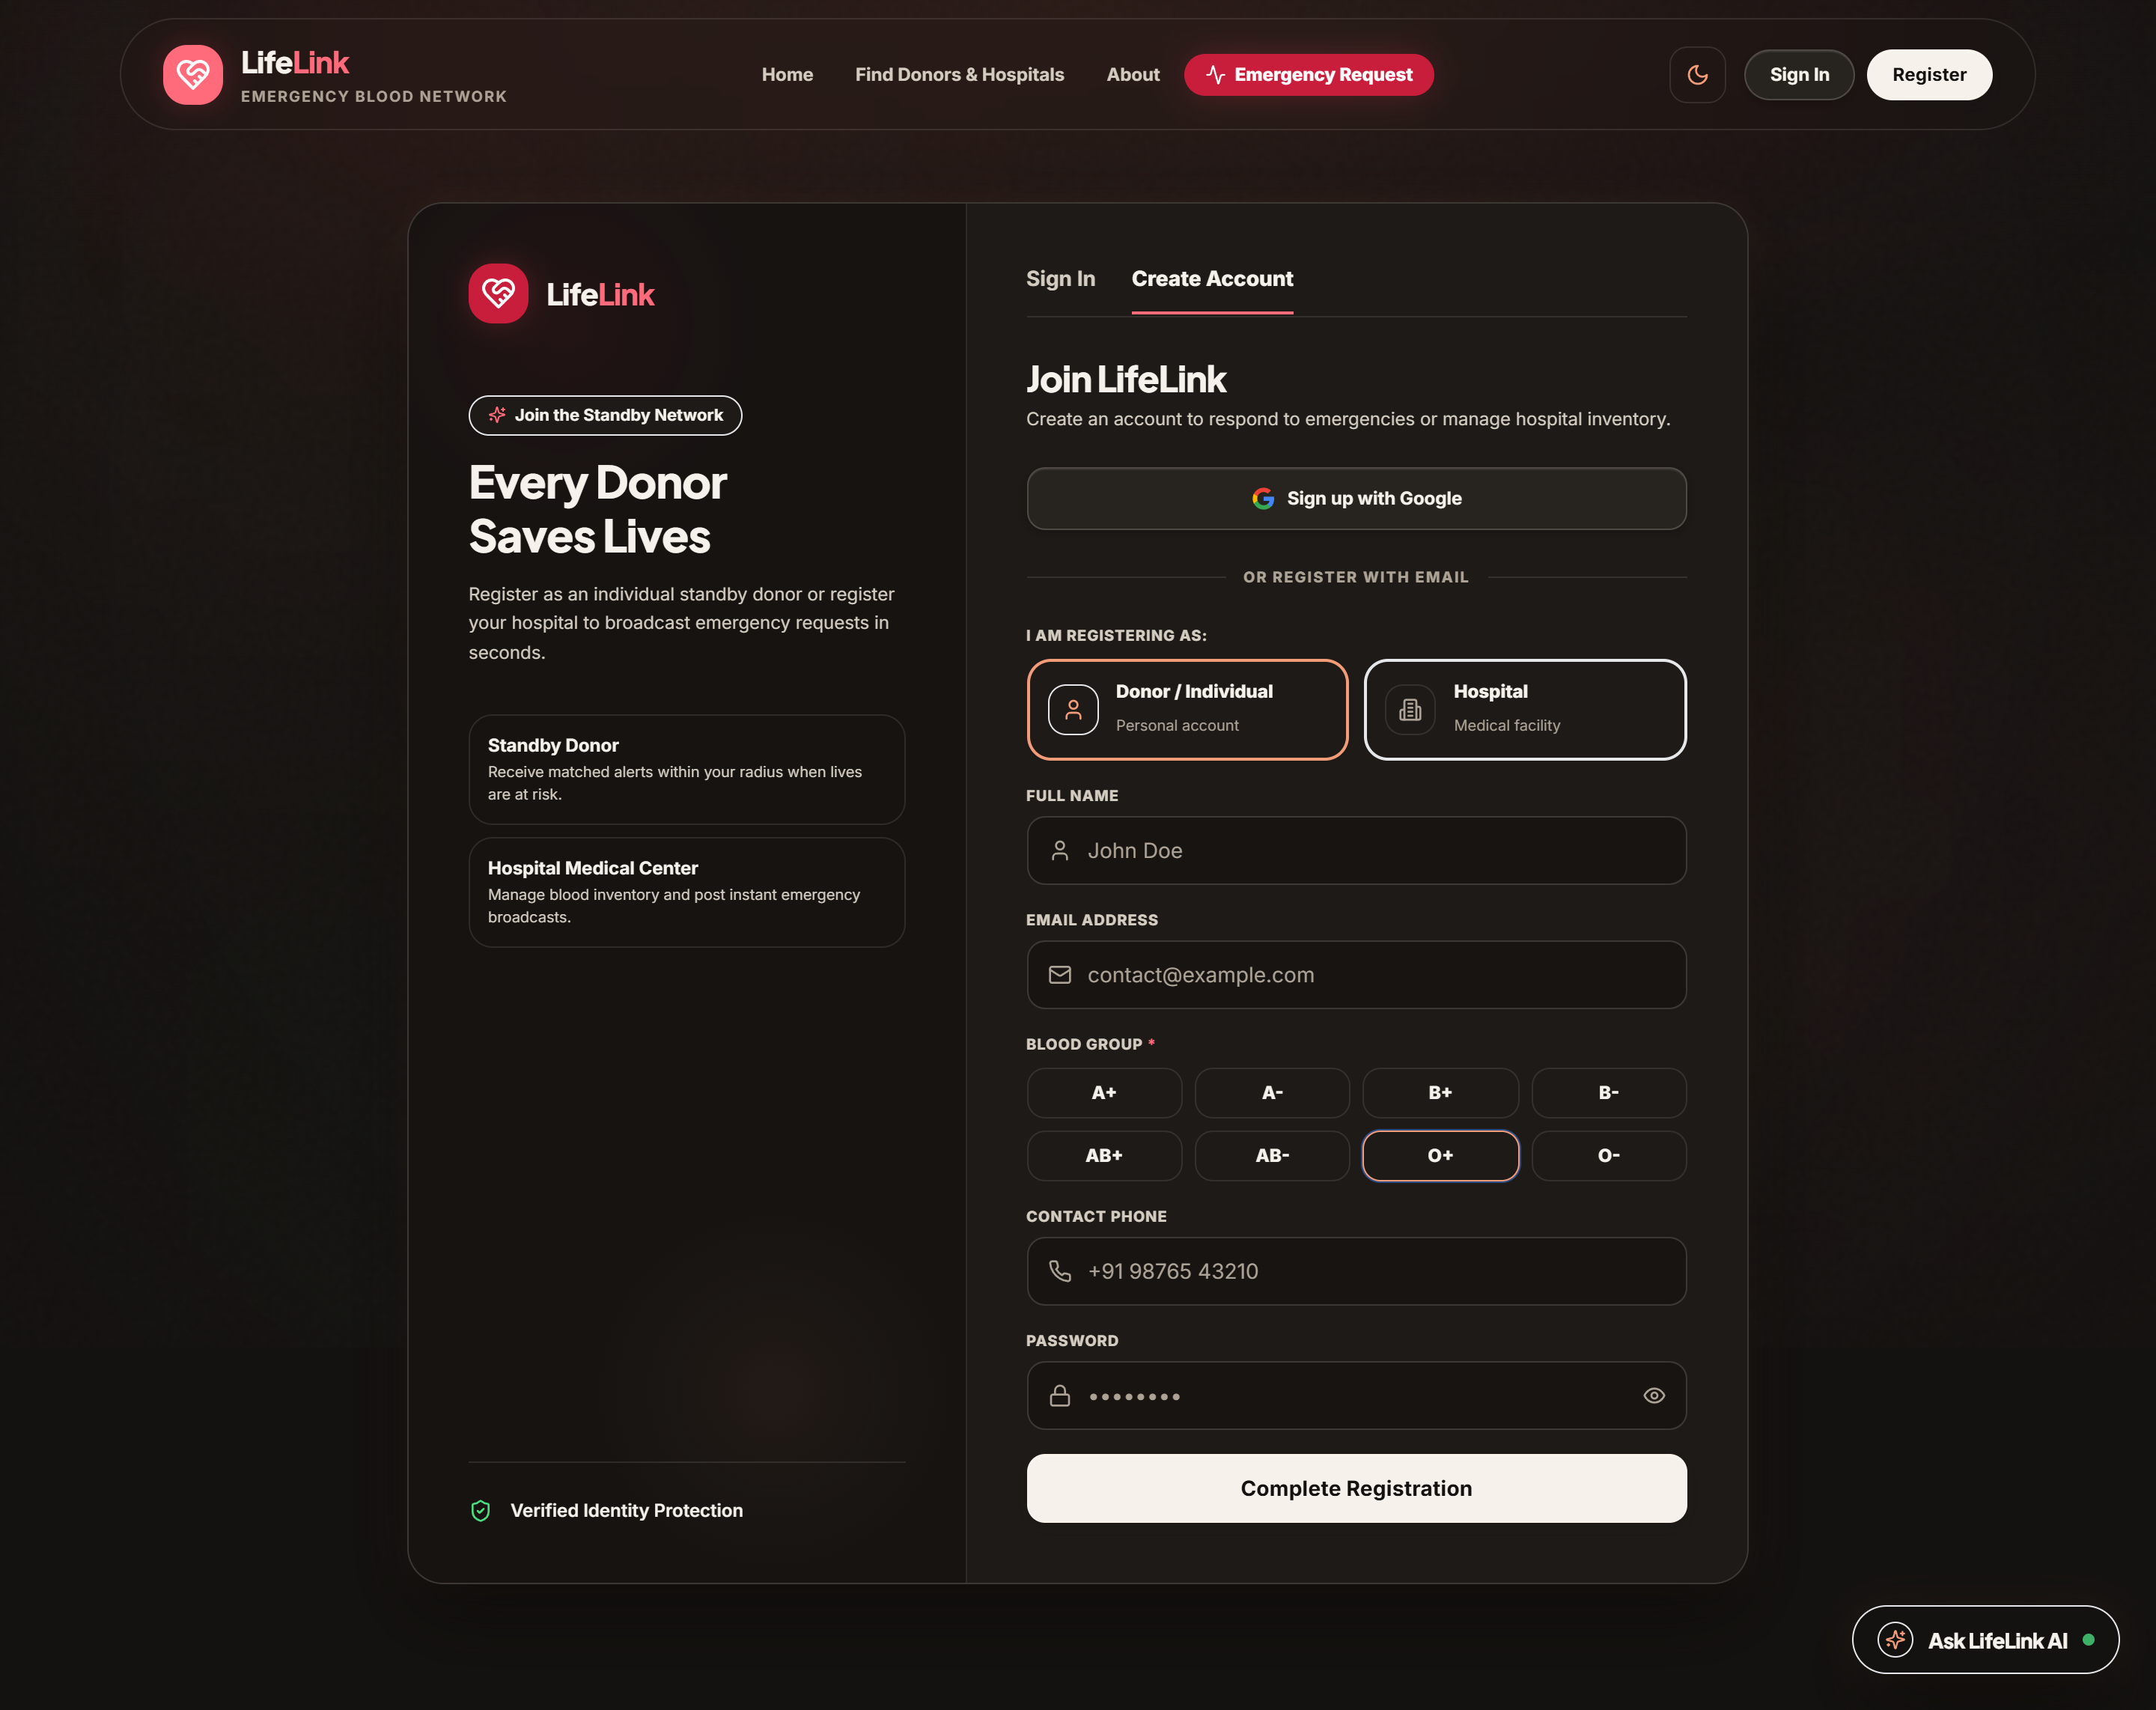 LifeLink
EMERGENCY BLOOD NETWORK
Home
Find Donors & Hospitals
About
Emergency Request
Sign In
Register
LifeLink
Join the Standby Network
Every Donor
Saves Lives
Register as an individual standby donor or register
your hospital to broadcast emergency requests in
seconds.
Standby Donor
Receive matched alerts within your radius when lives
are at risk.
Hospital Medical Center
Manage blood inventory and post instant emergency
broadcasts.
Verified Identity Protection
Sign In
Create Account
Join LifeLink
Create an account to respond to emergencies or manage hospital inventory.
Sign up with Google
OR REGISTER WITH EMAIL
I AM REGISTERING AS:
Donor / Individual
Personal account
Hospital
Medical facility
FULL NAME
John Doe
EMAIL ADDRESS
contact@example.com
BLOOD GROUP *
A+
A-
B+
B-
AB+
AB-
O+
O-
CONTACT PHONE
+91 98765 43210
PASSWORD
••••••••
Complete Registration
Ask LifeLink AI